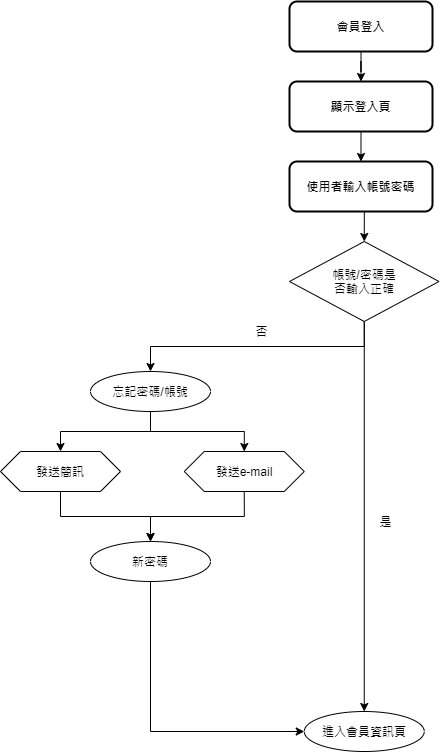 會員登入
顯示登入頁
使用者輸入帳號密碼
帳號/密碼是
否輸入正確
否
忘記密碼/帳號
發送簡訊
發送e-mail
是
新密碼
進入會員資訊頁